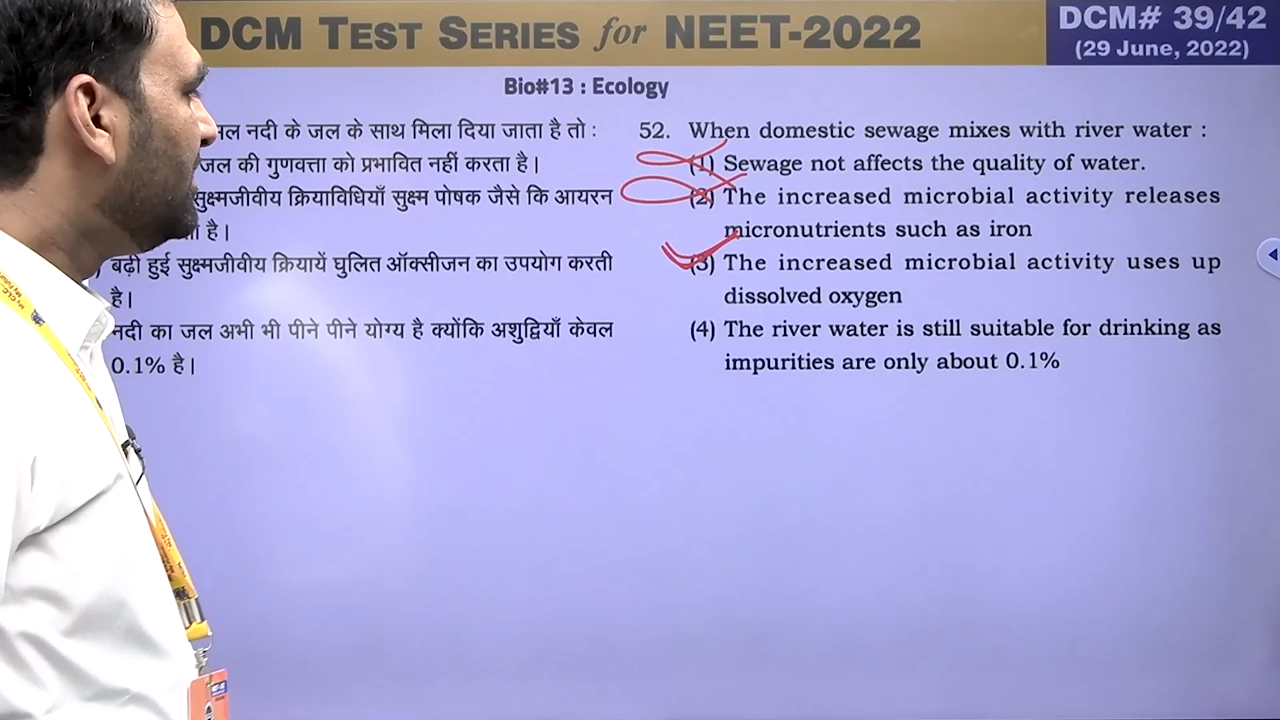 DCM TEST SERIES for NEET-2022
DCM# 39/42
(29 June, 2022)
Bio#13 : Ecology
नदी के जल के साथ मिला दिया जाता है तो :
जल की गुणवत्ता को प्रभावित नहीं करता है।
सुक्ष्मजीवीय क्रियाविधियाँ सुक्ष्म पोषक जैसे कि आयरन
है।
बढ़ी हुई सुक्ष्मजीवीय क्रियायें घुलित ऑक्सीजन का उपयोग करती
है।
नदी का जल अभी भी पीने पीने योग्य है क्योंकि अशुद्वियाँ केवल
0.1% है।
52. When domestic sewage mixes with river water :
(1) Sewage not affects the quality of water.
(2) The increased microbial activity releases
micronutrients such as iron
(3) The increased microbial activity uses up
dissolved oxygen
(4) The river water is still suitable for drinking as
impurities are only about 0.1%